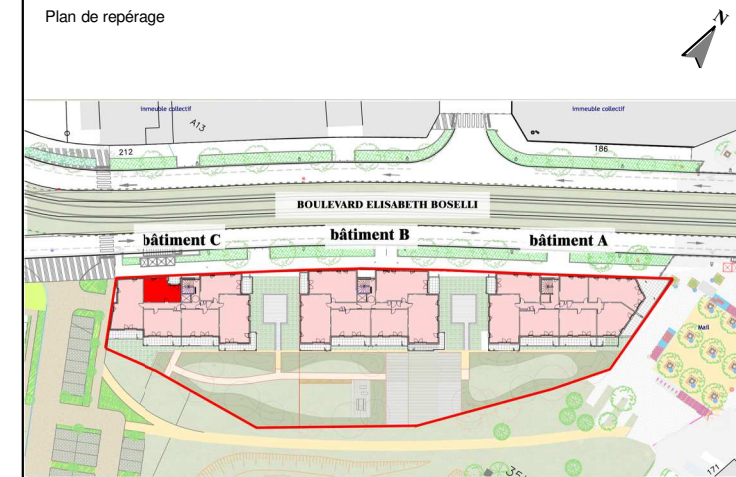 Plan de repérage
N
immeuble collectif
immeuble collectif
A13
212
186
BOULEVARD ELISABETH BOSELLI
bâtiment C
bâtiment B
bâtiment A
Mail
171